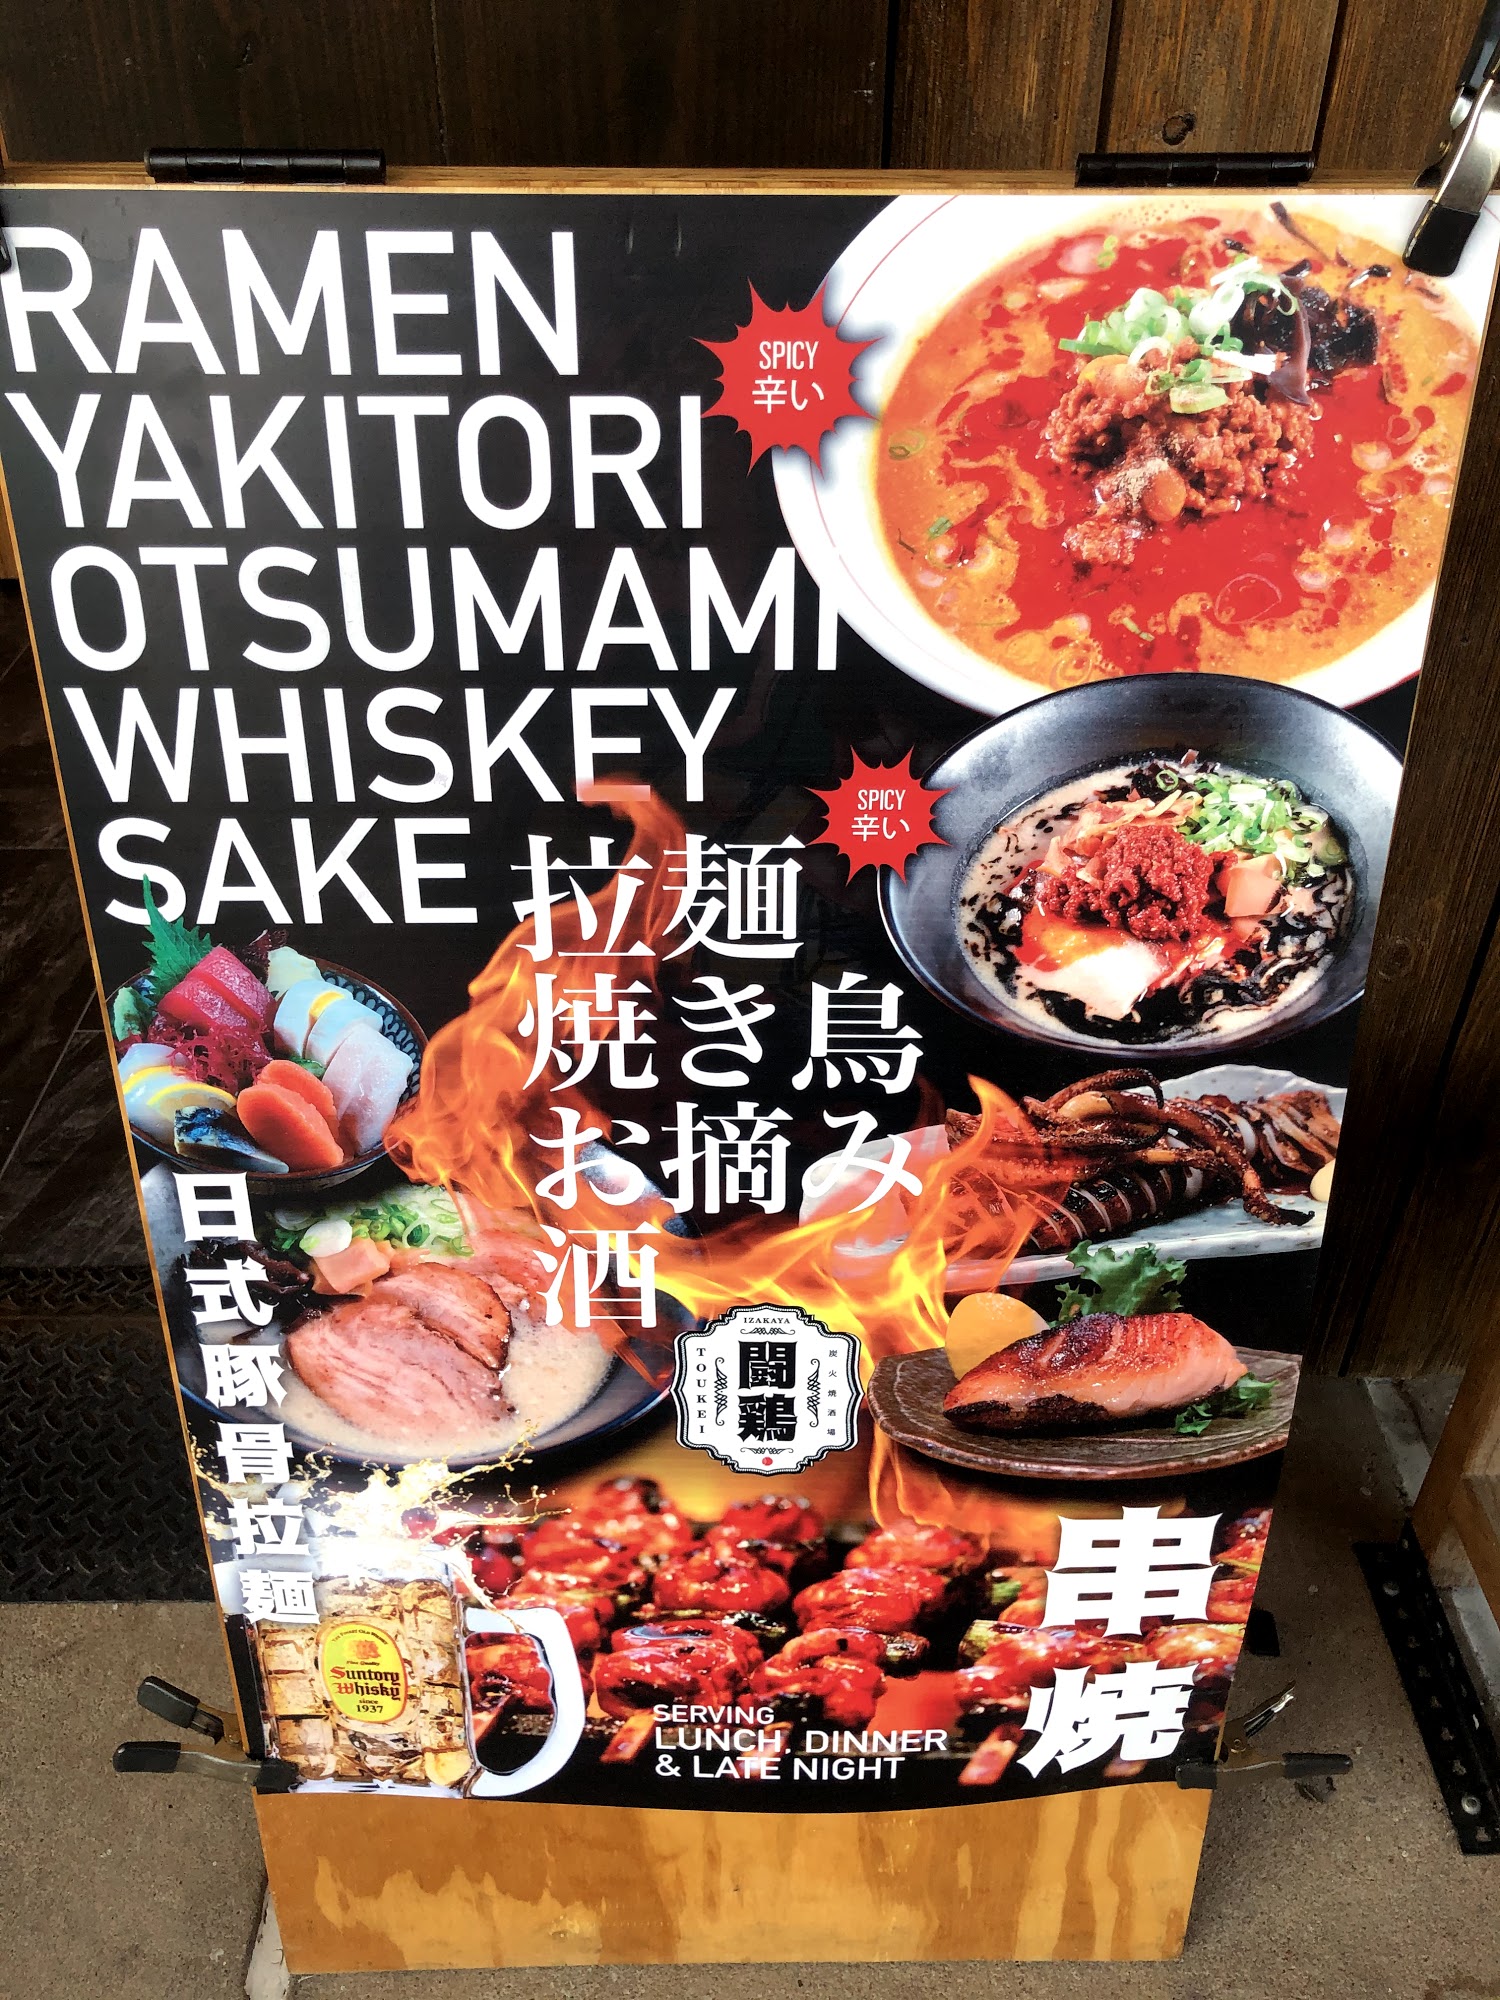 RAMEN
YAKITORI
OTSUMAMI
WHISKEY
SAKE
SPICY
辛い
SPICY
辛い
拉麺
焼き鳥
お摘み
お酒
日式豚骨拉麺
IZAKAYA
TOUKEI
闘鶏
炭火焼酒場
串焼
Suntory
Whisky
since
1937
SERVING
LUNCH, DINNER
& LATE NIGHT